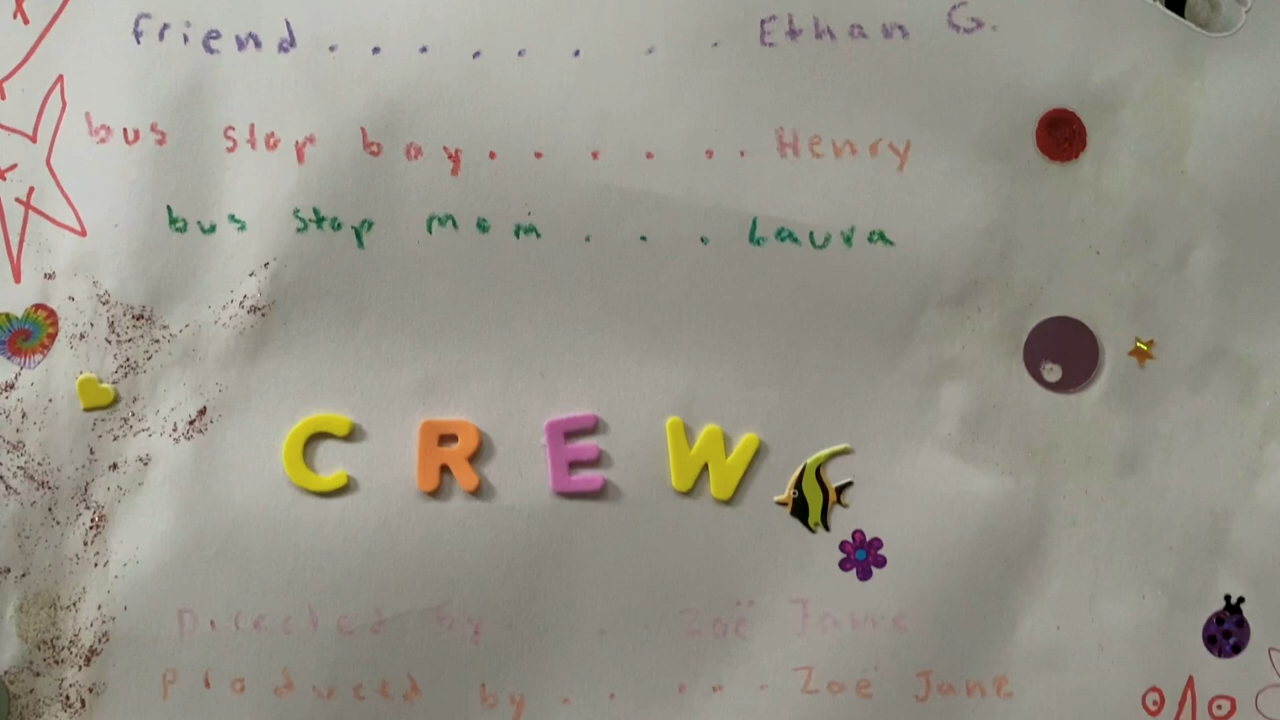 friend . . . . . . . . Ethan G.
bus stop boy . . . . . . Henry
bus stop mom . . . Laura
CREW
Directed by . . Zoë Jane
Produced by . . . . . Zoë Jane